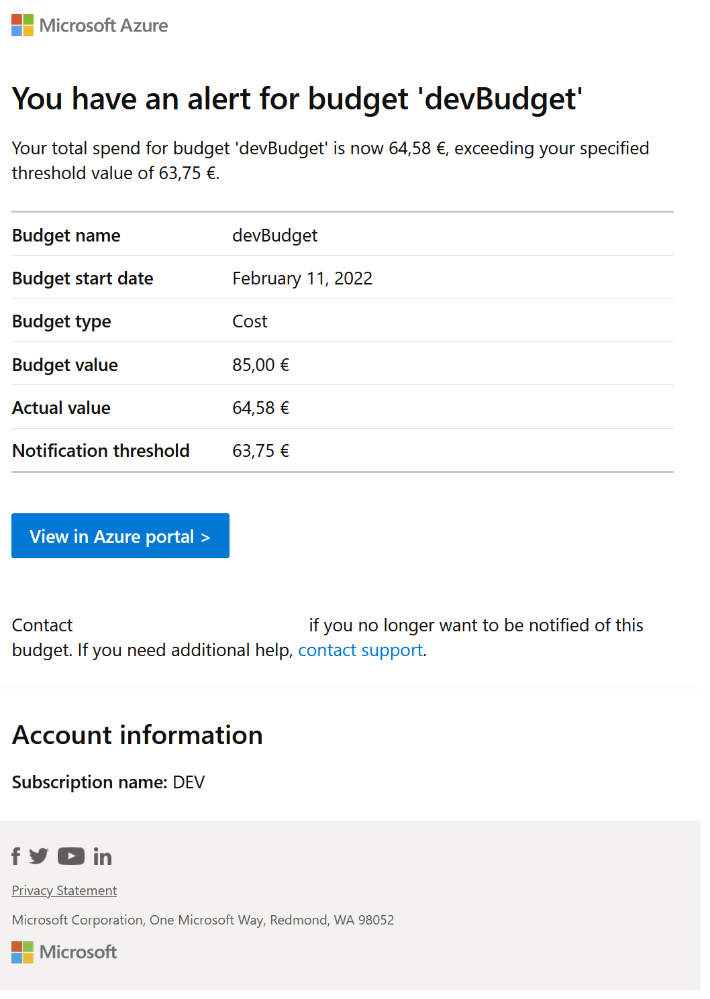 Microsoft Azure
You have an alert for budget 'devBudget'
Your total spend for budget 'devBudget' is now 64,58 €, exceeding your specified
threshold value of 63,75 €.
Budget name devBudget
Budget start date February 11, 2022
Budget type Cost
Budget value 85,00 €
Actual value 64,58 €
Notification threshold 63,75 €
View in Azure portal >
Contact if you no longer want to be notified of this
budget. If you need additional help, contact support.
Account information
Subscription name: DEV
Privacy Statement
Microsoft Corporation, One Microsoft Way, Redmond, WA 98052
Microsoft